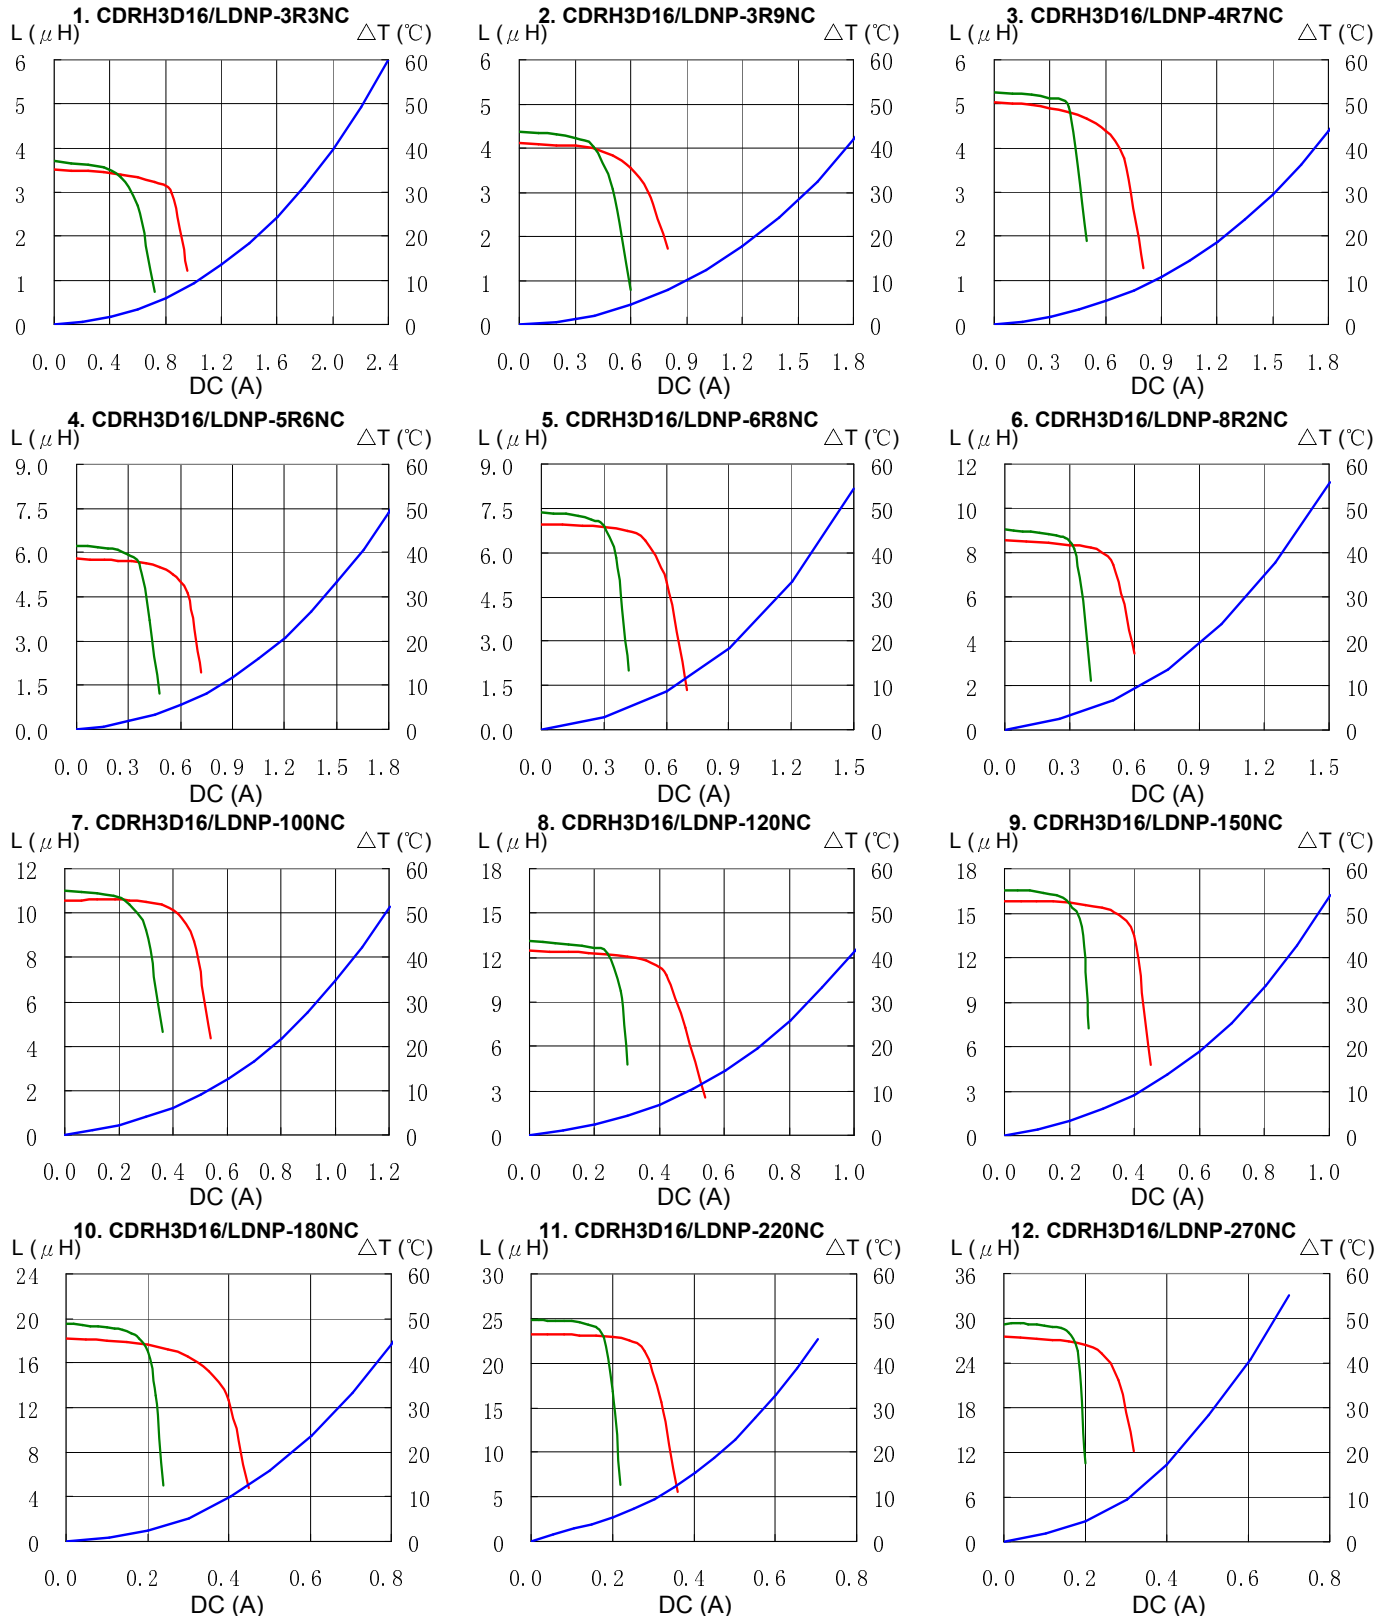 1. CDRH3D16/LDNP-3R3NC
L (μH) △T (℃)
6 60
5 50
4 40
3 30
2 20
1 10
0 0
0.0 0.4 0.8 1.2 1.6 2.0 2.4
DC (A)
2. CDRH3D16/LDNP-3R9NC
L (μH) △T (℃)
6 60
5 50
4 40
3 30
2 20
1 10
0 0
0.0 0.3 0.6 0.9 1.2 1.5 1.8
DC (A)
3. CDRH3D16/LDNP-4R7NC
L (μH) △T (℃)
6 60
5 50
4 40
3 30
2 20
1 10
0 0
0.0 0.3 0.6 0.9 1.2 1.5 1.8
DC (A)
4. CDRH3D16/LDNP-5R6NC
L (μH) △T (℃)
9.0 60
7.5 50
6.0 40
4.5 30
3.0 20
1.5 10
0.0 0
0.0 0.3 0.6 0.9 1.2 1.5 1.8
DC (A)
5. CDRH3D16/LDNP-6R8NC
L (μH) △T (℃)
9.0 60
7.5 50
6.0 40
4.5 30
3.0 20
1.5 10
0.0 0
0.0 0.3 0.6 0.9 1.2 1.5
DC (A)
6. CDRH3D16/LDNP-8R2NC
L (μH) △T (℃)
12 60
10 50
8 40
6 30
4 20
2 10
0 0
0.0 0.3 0.6 0.9 1.2 1.5
DC (A)
7. CDRH3D16/LDNP-100NC
L (μH) △T (℃)
12 60
10 50
8 40
6 30
4 20
2 10
0 0
0.0 0.2 0.4 0.6 0.8 1.0 1.2
DC (A)
8. CDRH3D16/LDNP-120NC
L (μH) △T (℃)
18 60
15 50
12 40
9 30
6 20
3 10
0 0
0.0 0.2 0.4 0.6 0.8 1.0
DC (A)
9. CDRH3D16/LDNP-150NC
L (μH) △T (℃)
18 60
15 50
12 40
9 30
6 20
3 10
0 0
0.0 0.2 0.4 0.6 0.8 1.0
DC (A)
10. CDRH3D16/LDNP-180NC
L (μH) △T (℃)
24 60
20 50
16 40
12 30
8 20
4 10
0 0
0.0 0.2 0.4 0.6 0.8
DC (A)
11. CDRH3D16/LDNP-220NC
L (μH) △T (℃)
30 60
25 50
20 40
15 30
10 20
5 10
0 0
0.0 0.2 0.4 0.6 0.8
DC (A)
12. CDRH3D16/LDNP-270NC
L (μH) △T (℃)
36 60
30 50
24 40
18 30
12 20
6 10
0 0
0.0 0.2 0.4 0.6 0.8
DC (A)